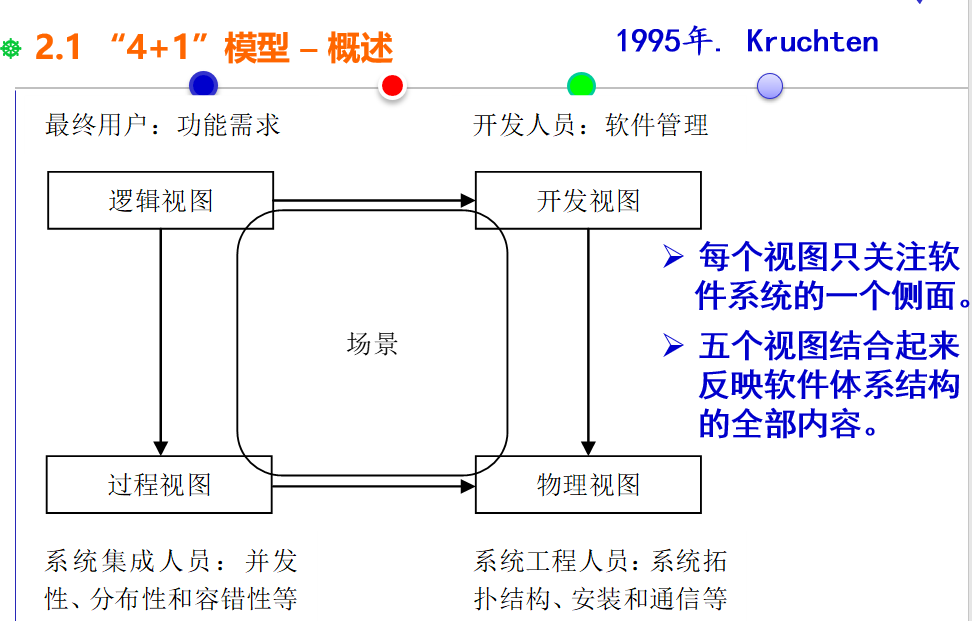 2.1 “4+1”模型 – 概述
1995年. Kruchten
最终用户：功能需求
开发人员：软件管理
逻辑视图
开发视图
每个视图只关注软
件系统的一个侧面。
场景
五个视图结合起来
反映软件体系结构
的全部内容。
过程视图
物理视图
系统集成人员：并发
性、分布性和容错性等
系统工程人员：系统拓
扑结构、安装和通信等